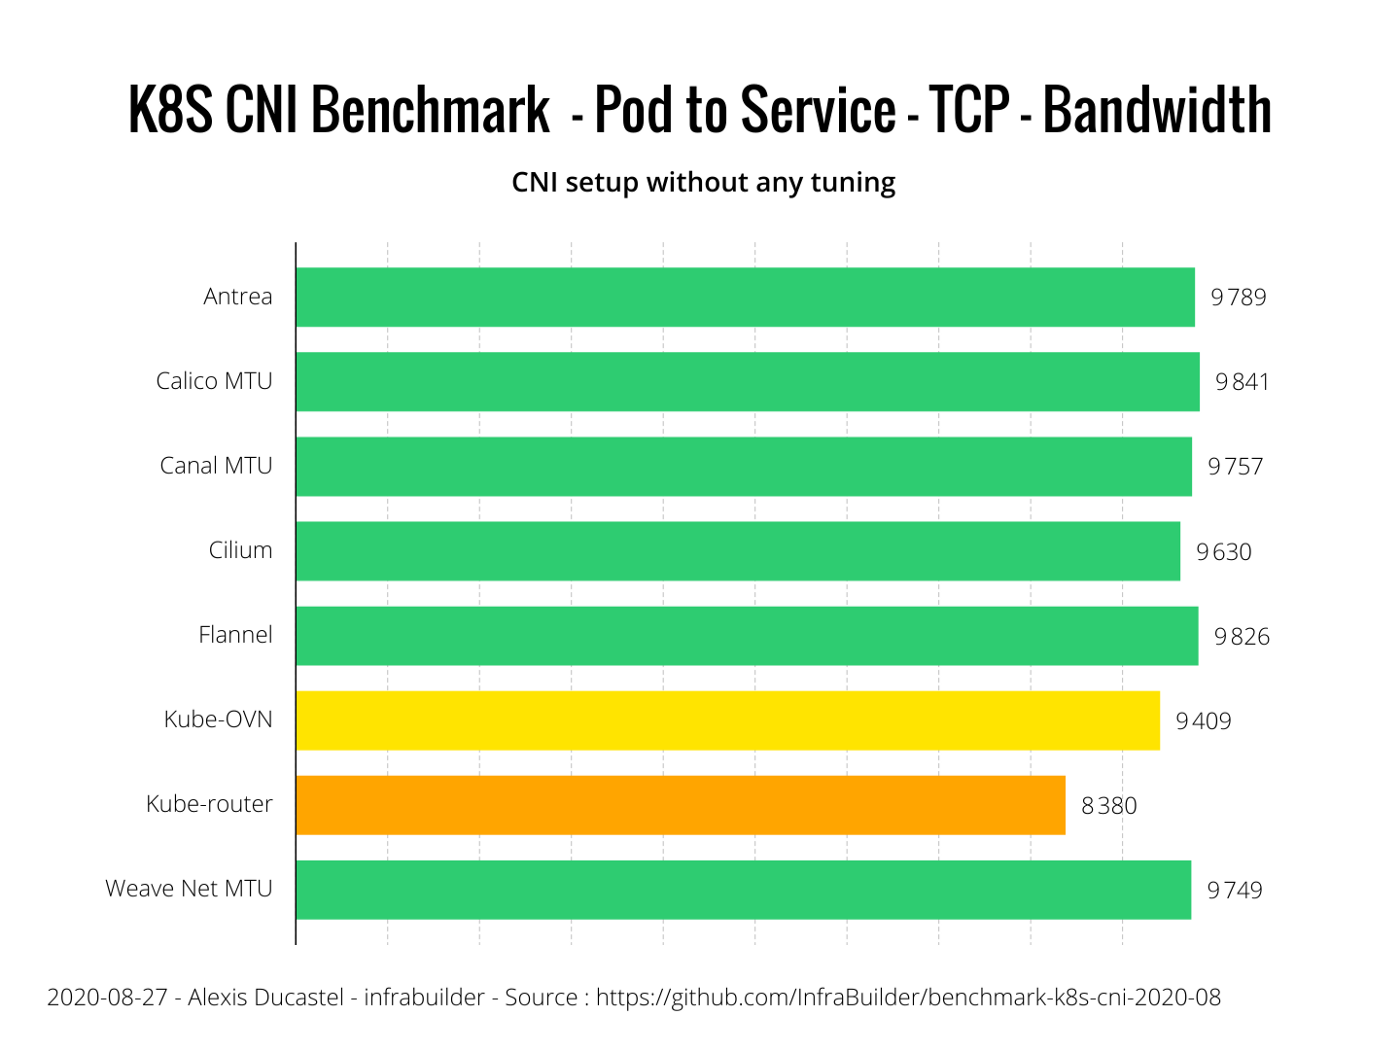 K8S CNI Benchmark - Pod to Service - TCP - Bandwidth
CNI setup without any tuning
Antrea 9 789
Calico MTU 9 841
Canal MTU 9 757
Cilium 9 630
Flannel 9 826
Kube-OVN 9 409
Kube-router 8 380
Weave Net MTU 9 749
2020-08-27 - Alexis Ducastel - infrabuilder - Source : https://github.com/InfraBuilder/benchmark-k8s-cni-2020-08